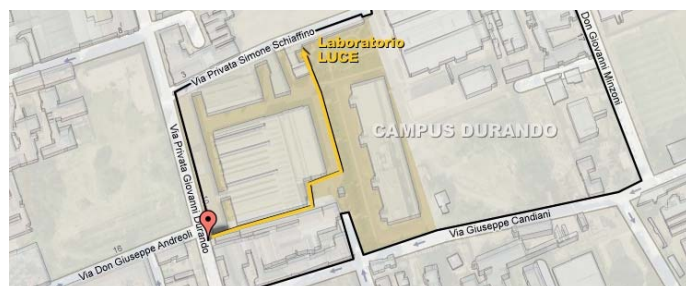 Via Privata Simone Schiaffino
Laboratorio
LUCE
Don Giovanni Minzoni
CAMPUS DURANDO
Via Privata Giovanni Durando
Via Giuseppe Candiani
Via Don Giuseppe Andreoli
16